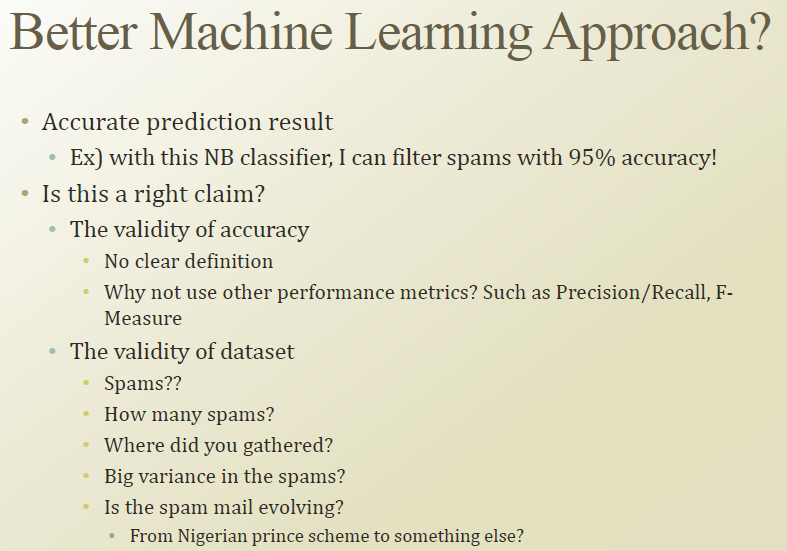 Better Machine Learning Approach?
• Accurate prediction result
• Ex) with this NB classifier, I can filter spams with 95% accuracy!
• Is this a right claim?
• The validity of accuracy
• No clear definition
• Why not use other performance metrics? Such as Precision/Recall, F-
Measure
• The validity of dataset
• Spams??
• How many spams?
• Where did you gathered?
• Big variance in the spams?
• Is the spam mail evolving?
• From Nigerian prince scheme to something else?